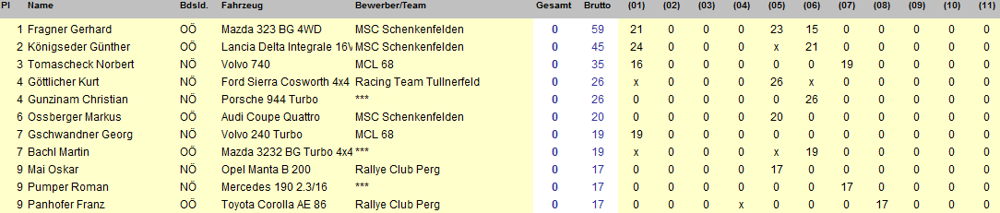 Pl Name Bdsld. Fahrzeug Bewerber/Team Gesamt Brutto (01) (02) (03) (04) (05) (06) (07) (08) (09) (10) (11)
1 Fragner Gerhard OÖ Mazda 323 BG 4WD MSC Schenkenfelden 0 59 21 0 0 0 23 15 0 0 0 0 0
2 Königseder Günther OÖ Lancia Delta Integrale 16V MSC Schenkenfelden 0 45 24 0 0 0 x 21 0 0 0 0 0
3 Tomascheck Norbert NÖ Volvo 740 MCL 68 0 35 16 0 0 0 0 0 19 0 0 0 0
4 Göttlicher Kurt NÖ Ford Sierra Cosworth 4x4 Racing Team Tullnerfeld 0 26 x 0 0 0 26 x 0 0 0 0 0
4 Gunzinam Christian NÖ Porsche 944 Turbo *** 0 26 0 0 0 0 0 26 0 0 0 0 0
6 Ossberger Markus OÖ Audi Coupe Quattro MSC Schenkenfelden 0 20 0 0 0 0 20 0 0 0 0 0 0
7 Gschwandner Georg NÖ Volvo 240 Turbo MCL 68 0 19 19 0 0 0 0 0 0 0 0 0 0
7 Bachl Martin OÖ Mazda 3232 BG Turbo 4x4 *** 0 19 x 0 0 0 x 19 0 0 0 0 0
9 Mai Oskar NÖ Opel Manta B 200 Rallye Club Perg 0 17 0 0 0 0 17 0 0 0 0 0 0
9 Pumper Roman NÖ Mercedes 190 2.3/16 *** 0 17 0 0 0 0 0 0 17 0 0 0 0
9 Panhofer Franz OÖ Toyota Corolla AE 86 Rallye Club Perg 0 17 0 0 0 x 0 0 0 17 0 0 0